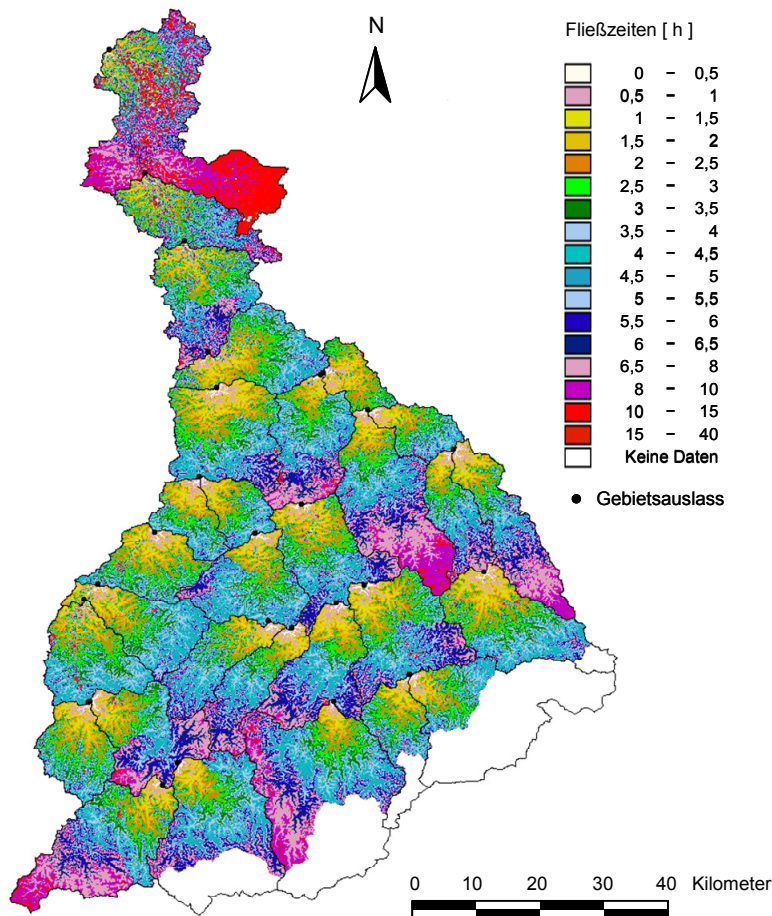 N
Fließzeiten [ h ]
0 – 0,5
0,5 – 1
1 – 1,5
1,5 – 2
2 – 2,5
2,5 – 3
3 – 3,5
3,5 – 4
4 – 4,5
4,5 – 5
5 – 5,5
5,5 – 6
6 – 6,5
6,5 – 8
8 – 10
10 – 15
15 – 40
Keine Daten
Gebietsauslass
0 10 20 30 40 Kilometer